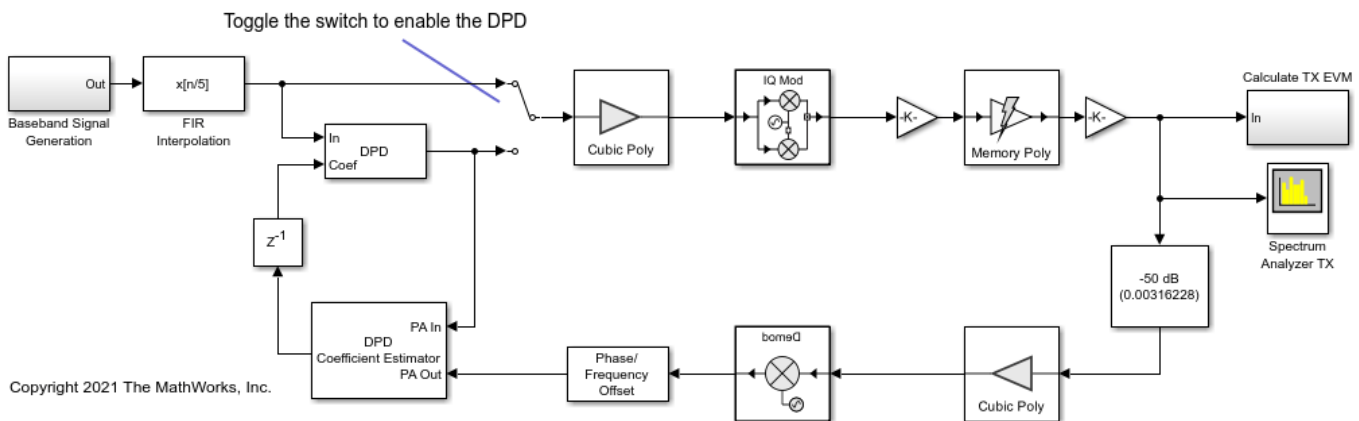 Toggle the switch to enable the DPD
Out
Baseband Signal
Generation
x[n/5]
FIR
Interpolation
In
Coef
DPD
Cubic Poly
IQ Mod
-K-
Memory Poly
-K-
Calculate TX EVM
In
Spectrum
Analyzer TX
Z-1
-50 dB
(0.00316228)
PA In
DPD
Coefficient Estimator
PA Out
Phase/
Frequency
Offset
Demod
Cubic Poly
Copyright 2021 The MathWorks, Inc.